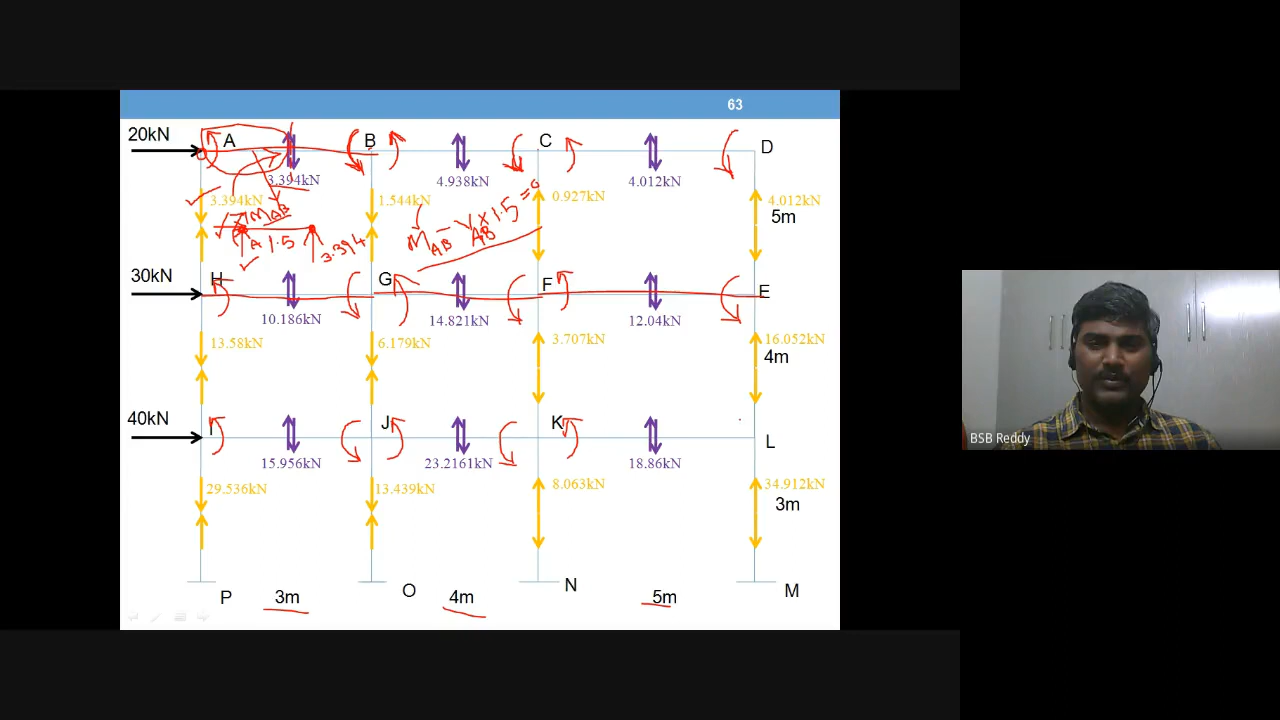 63
20kN A B C D
3.394kN 4.938kN 4.012kN
3.394kN 1.544kN 0.927kN 4.012kN
5m
MAB
A 1.5 3.394
MAB - VAB x 1.5 = 0
30kN H G F E
10.186kN 14.821kN 12.04kN
13.58kN 6.179kN 3.707kN 16.052kN
4m
40kN I J K L
15.956kN 23.2161kN 18.86kN
29.536kN 13.439kN 8.063kN 34.912kN
3m
P O N M
3m 4m 5m
BSB Reddy